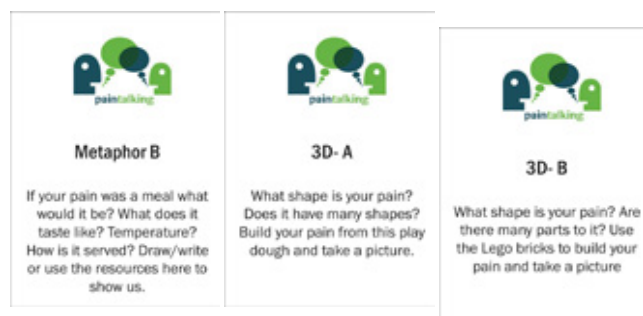 paintalking
Metaphor B
If your pain was a meal what
would it be? What does it
taste like? Temperature?
How is it served? Draw/write
or use the resources here to
show us.
paintalking
3D- A
What shape is your pain?
Does it have many shapes?
Build your pain from this play
dough and take a picture.
paintalking
3D- B
What shape is your pain? Are
there many parts to it? Use
the Lego bricks to build your
pain and take a picture